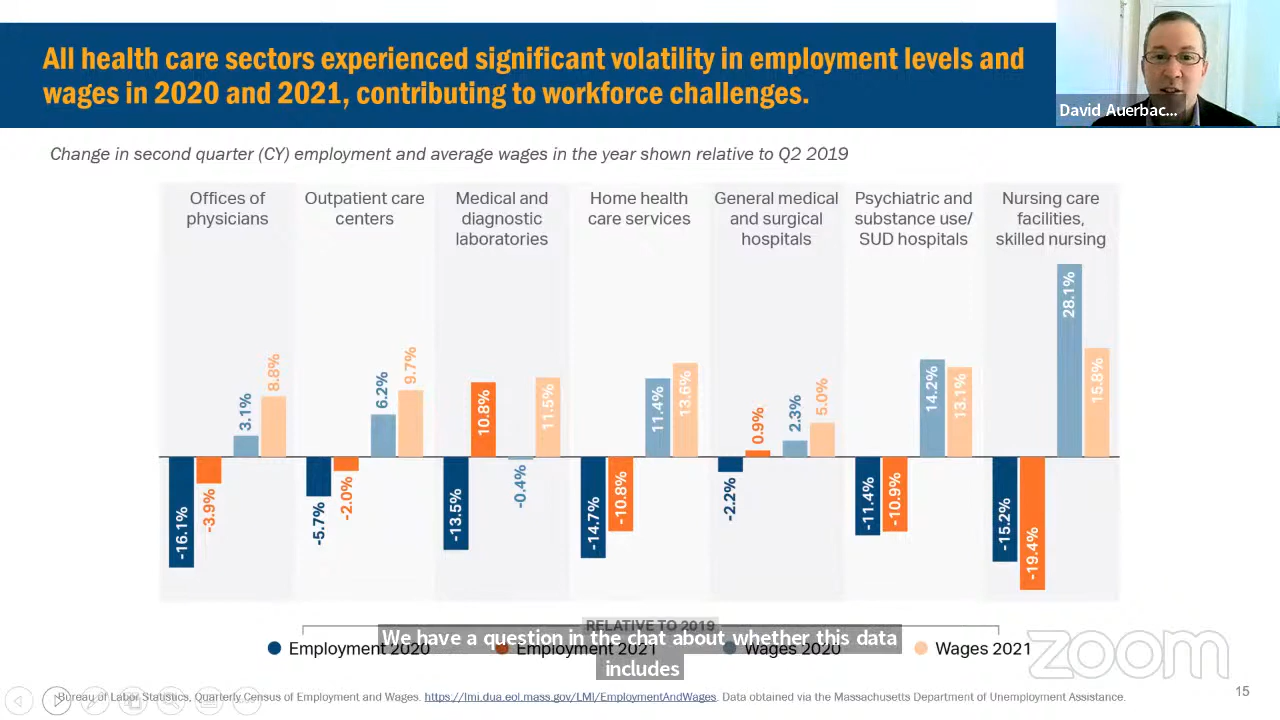 All health care sectors experienced significant volatility in employment levels and
wages in 2020 and 2021, contributing to workforce challenges.
David Auerbac...
Change in second quarter (CY) employment and average wages in the year shown relative to Q2 2019
Offices of
physicians
Outpatient care
centers
Medical and
diagnostic
laboratories
Home health
care services
General medical
and surgical
hospitals
Psychiatric and
substance use/
SUD hospitals
Nursing care
facilities,
skilled nursing
-16.1%
-3.9%
3.1%
8.8%
-5.7%
-2.0%
6.2%
9.7%
-13.5%
10.8%
-0.4%
11.5%
-14.7%
-10.8%
11.4%
13.6%
-2.2%
0.9%
2.3%
5.0%
-11.4%
-10.9%
14.2%
13.1%
-15.2%
-19.4%
28.1%
15.8%
RELATIVE TO 2019
We have a question in the chat about whether this data
includes
Employment 2020
Employment 2021
Wages 2020
Wages 2021
zoom
Bureau of Labor Statistics, Quarterly Census of Employment and Wages. https://lmi.dua.eol.mass.gov/LMI/EmploymentAndWages. Data obtained via the Massachusetts Department of Unemployment Assistance.
15